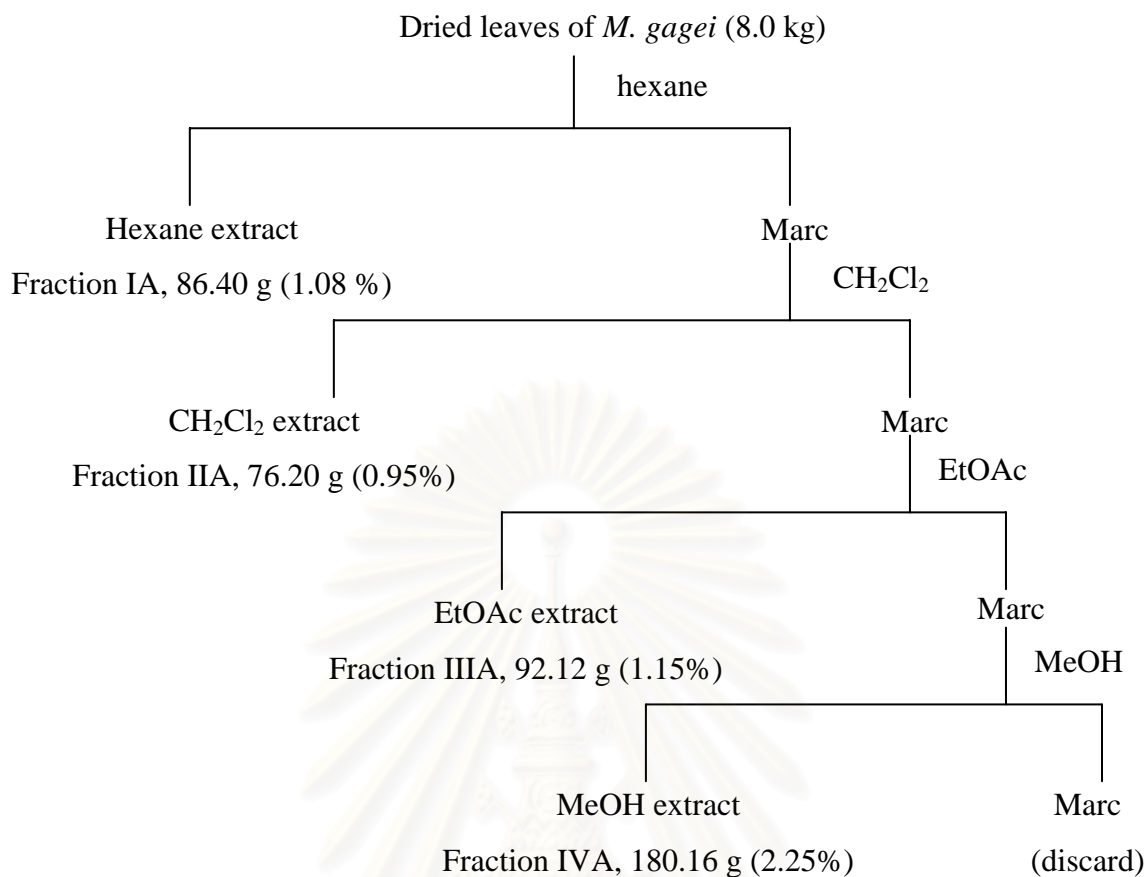 Dried leaves of M. gagei (8.0 kg)
hexane
Hexane extract
Fraction IA, 86.40 g (1.08 %)
Marc
CH₂Cl₂
CH₂Cl₂ extract
Fraction IIA, 76.20 g (0.95%)
Marc
EtOAc
EtOAc extract
Fraction IIIA, 92.12 g (1.15%)
Marc
MeOH
MeOH extract
Fraction IVA, 180.16 g (2.25%)
Marc
(discard)